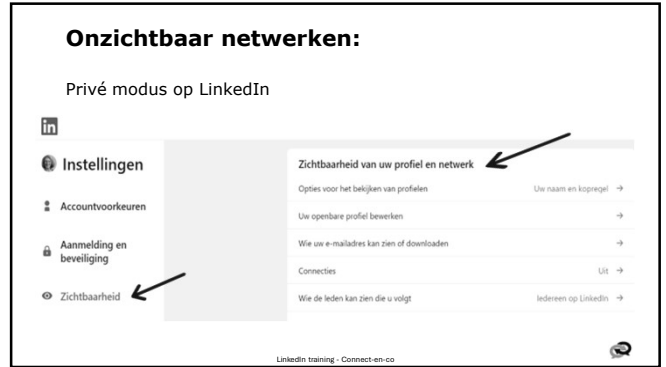 Onzichtbaar netwerken:
Privé modus op LinkedIn
in
Instellingen
Accountvoorkeuren
Aanmelding en
beveiliging
Zichtbaarheid
Zichtbaarheid van uw profiel en netwerk
Opties voor het bekijken van profielen Uw naam en kopregel
Uw openbare profiel bewerken
Wie uw e-mailadres kan zien of downloaden
Connecties Uit
Wie de leden kan zien die u volgt Iedereen op LinkedIn
LinkedIn training - Connect-en-co